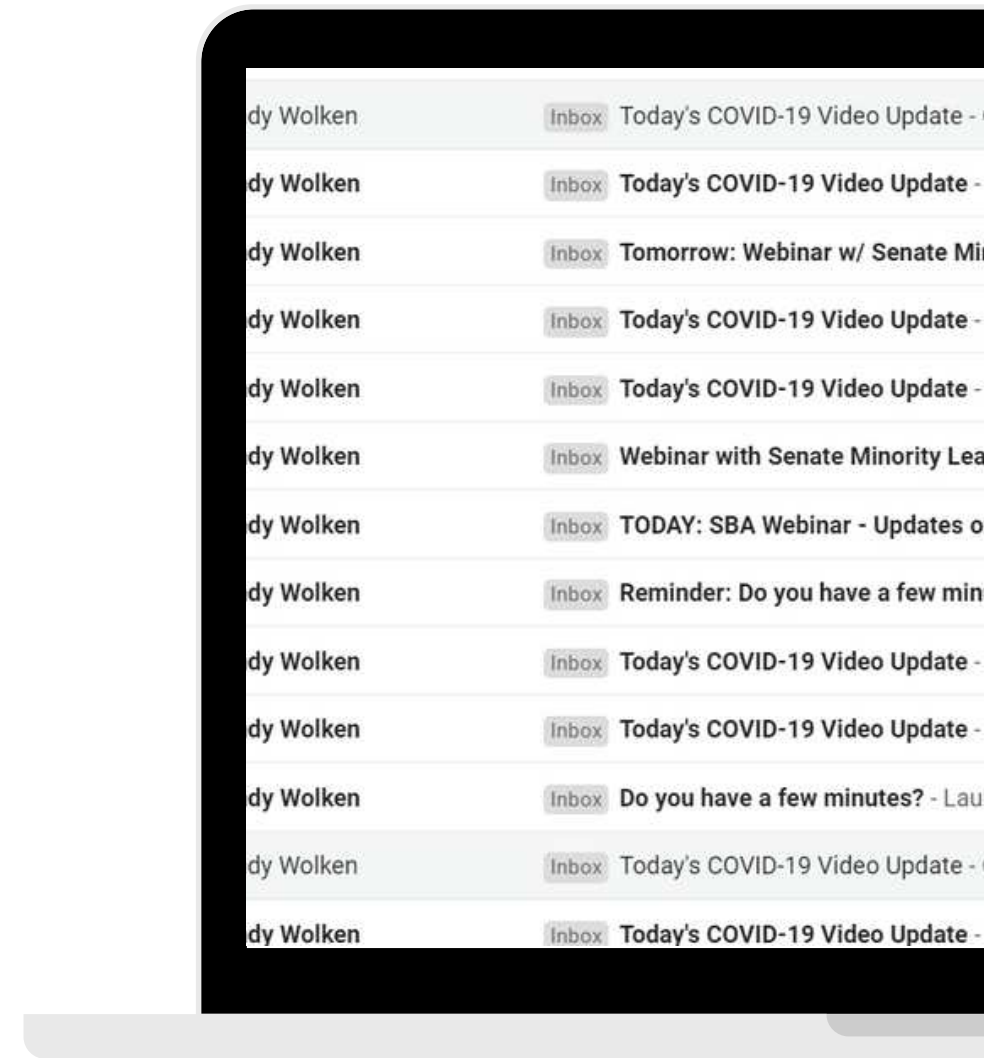 dy Wolken Inbox Today's COVID-19 Video Update -
dy Wolken Inbox Today's COVID-19 Video Update -
dy Wolken Inbox Tomorrow: Webinar w/ Senate Min
dy Wolken Inbox Today's COVID-19 Video Update -
dy Wolken Inbox Today's COVID-19 Video Update -
dy Wolken Inbox Webinar with Senate Minority Lea
dy Wolken Inbox TODAY: SBA Webinar - Updates o
dy Wolken Inbox Reminder: Do you have a few min
dy Wolken Inbox Today's COVID-19 Video Update -
dy Wolken Inbox Today's COVID-19 Video Update -
dy Wolken Inbox Do you have a few minutes? - Lau
dy Wolken Inbox Today's COVID-19 Video Update -
dy Wolken Inbox Today's COVID-19 Video Update -